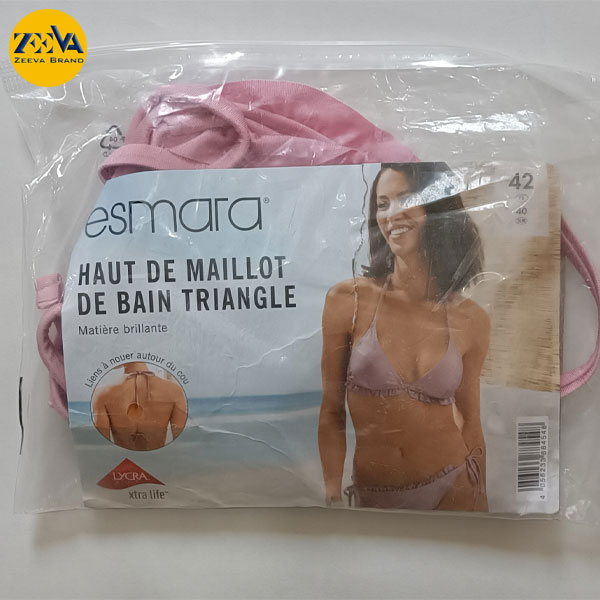 ZEEVA
ZEEVA BRAND
esmara®
42
40
HAUT DE MAILLOT
DE BAIN TRIANGLE
Matière brillante
Liens à nouer autour du cou
LYCRA
xtra life™